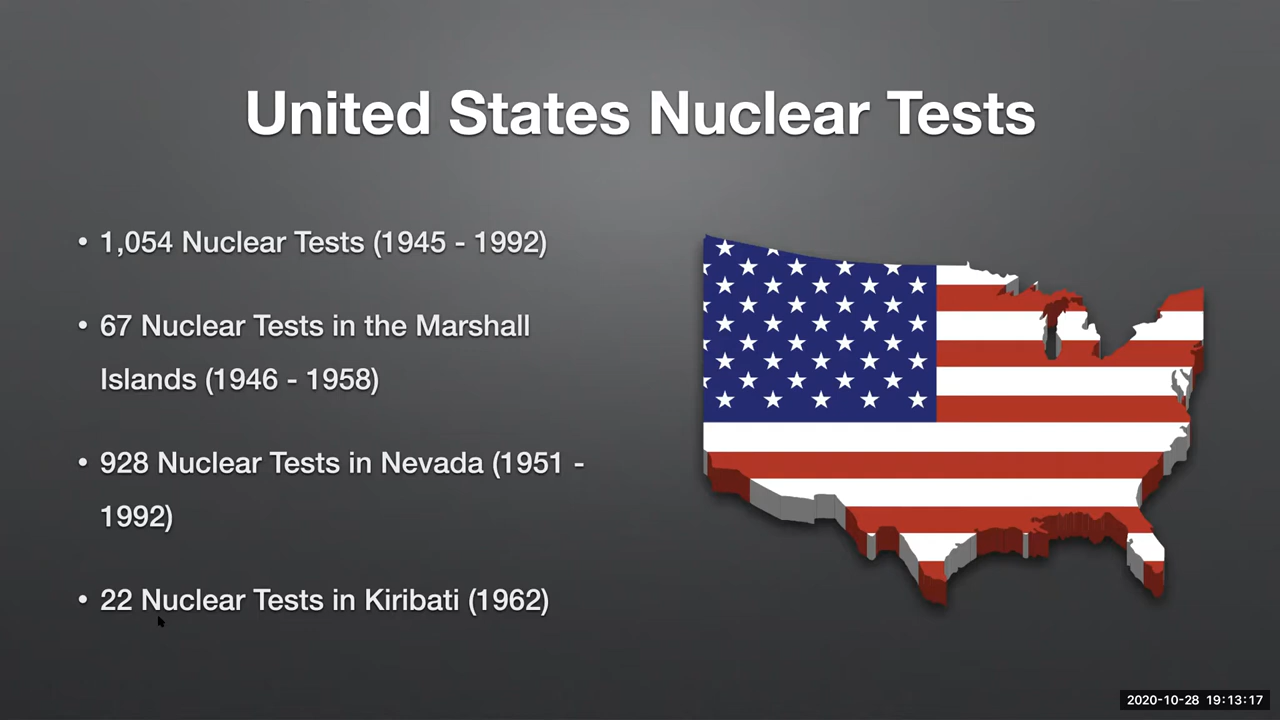 United States Nuclear Tests
• 1,054 Nuclear Tests (1945 - 1992)
• 67 Nuclear Tests in the Marshall
Islands (1946 - 1958)
• 928 Nuclear Tests in Nevada (1951 -
1992)
• 22 Nuclear Tests in Kiribati (1962)
2020-10-28 19:13:17